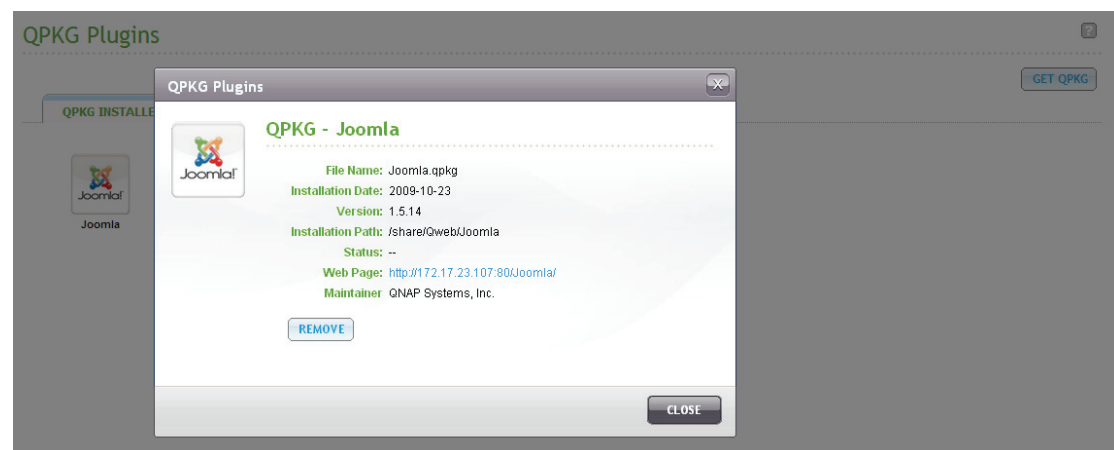 QPKG Plugins
?
GET QPKG
QPKG INSTALLE
Joomla!
Joomla
QPKG Plugins
X
Joomla!
QPKG - Joomla
File Name: Joomla.qpkg
Installation Date: 2009-10-23
Version: 1.5.14
Installation Path: /share/Qweb/Joomla
Status: --
Web Page: http://172.17.23.107:80/Joomla/
Maintainer QNAP Systems, Inc.
REMOVE
CLOSE